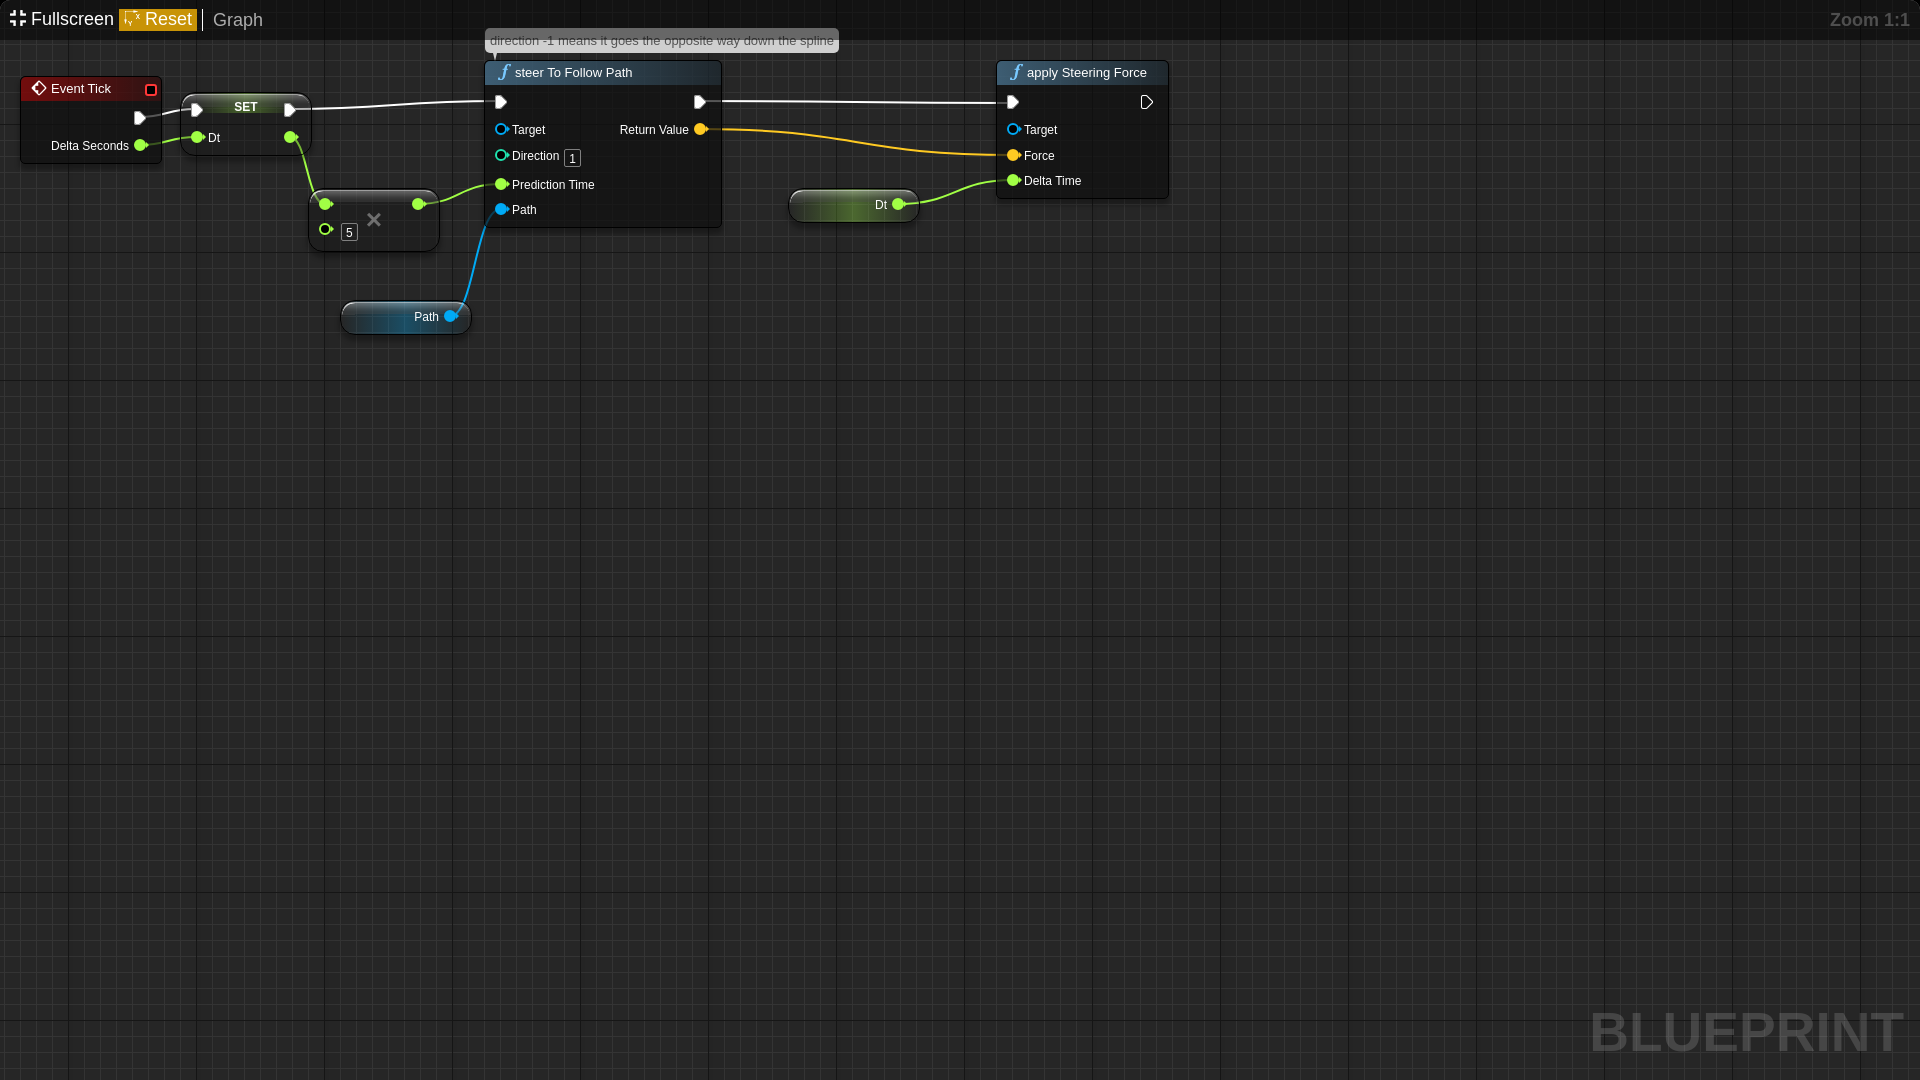 Fullscreen Reset Graph Zoom 1:1
direction -1 means it goes the opposite way down the spline
Event Tick
Delta Seconds
SET
Dt
5
Path
steer To Follow Path
Target Return Value
Direction 1
Prediction Time
Path
Dt
apply Steering Force
Target
Force
Delta Time
BLUEPRINT